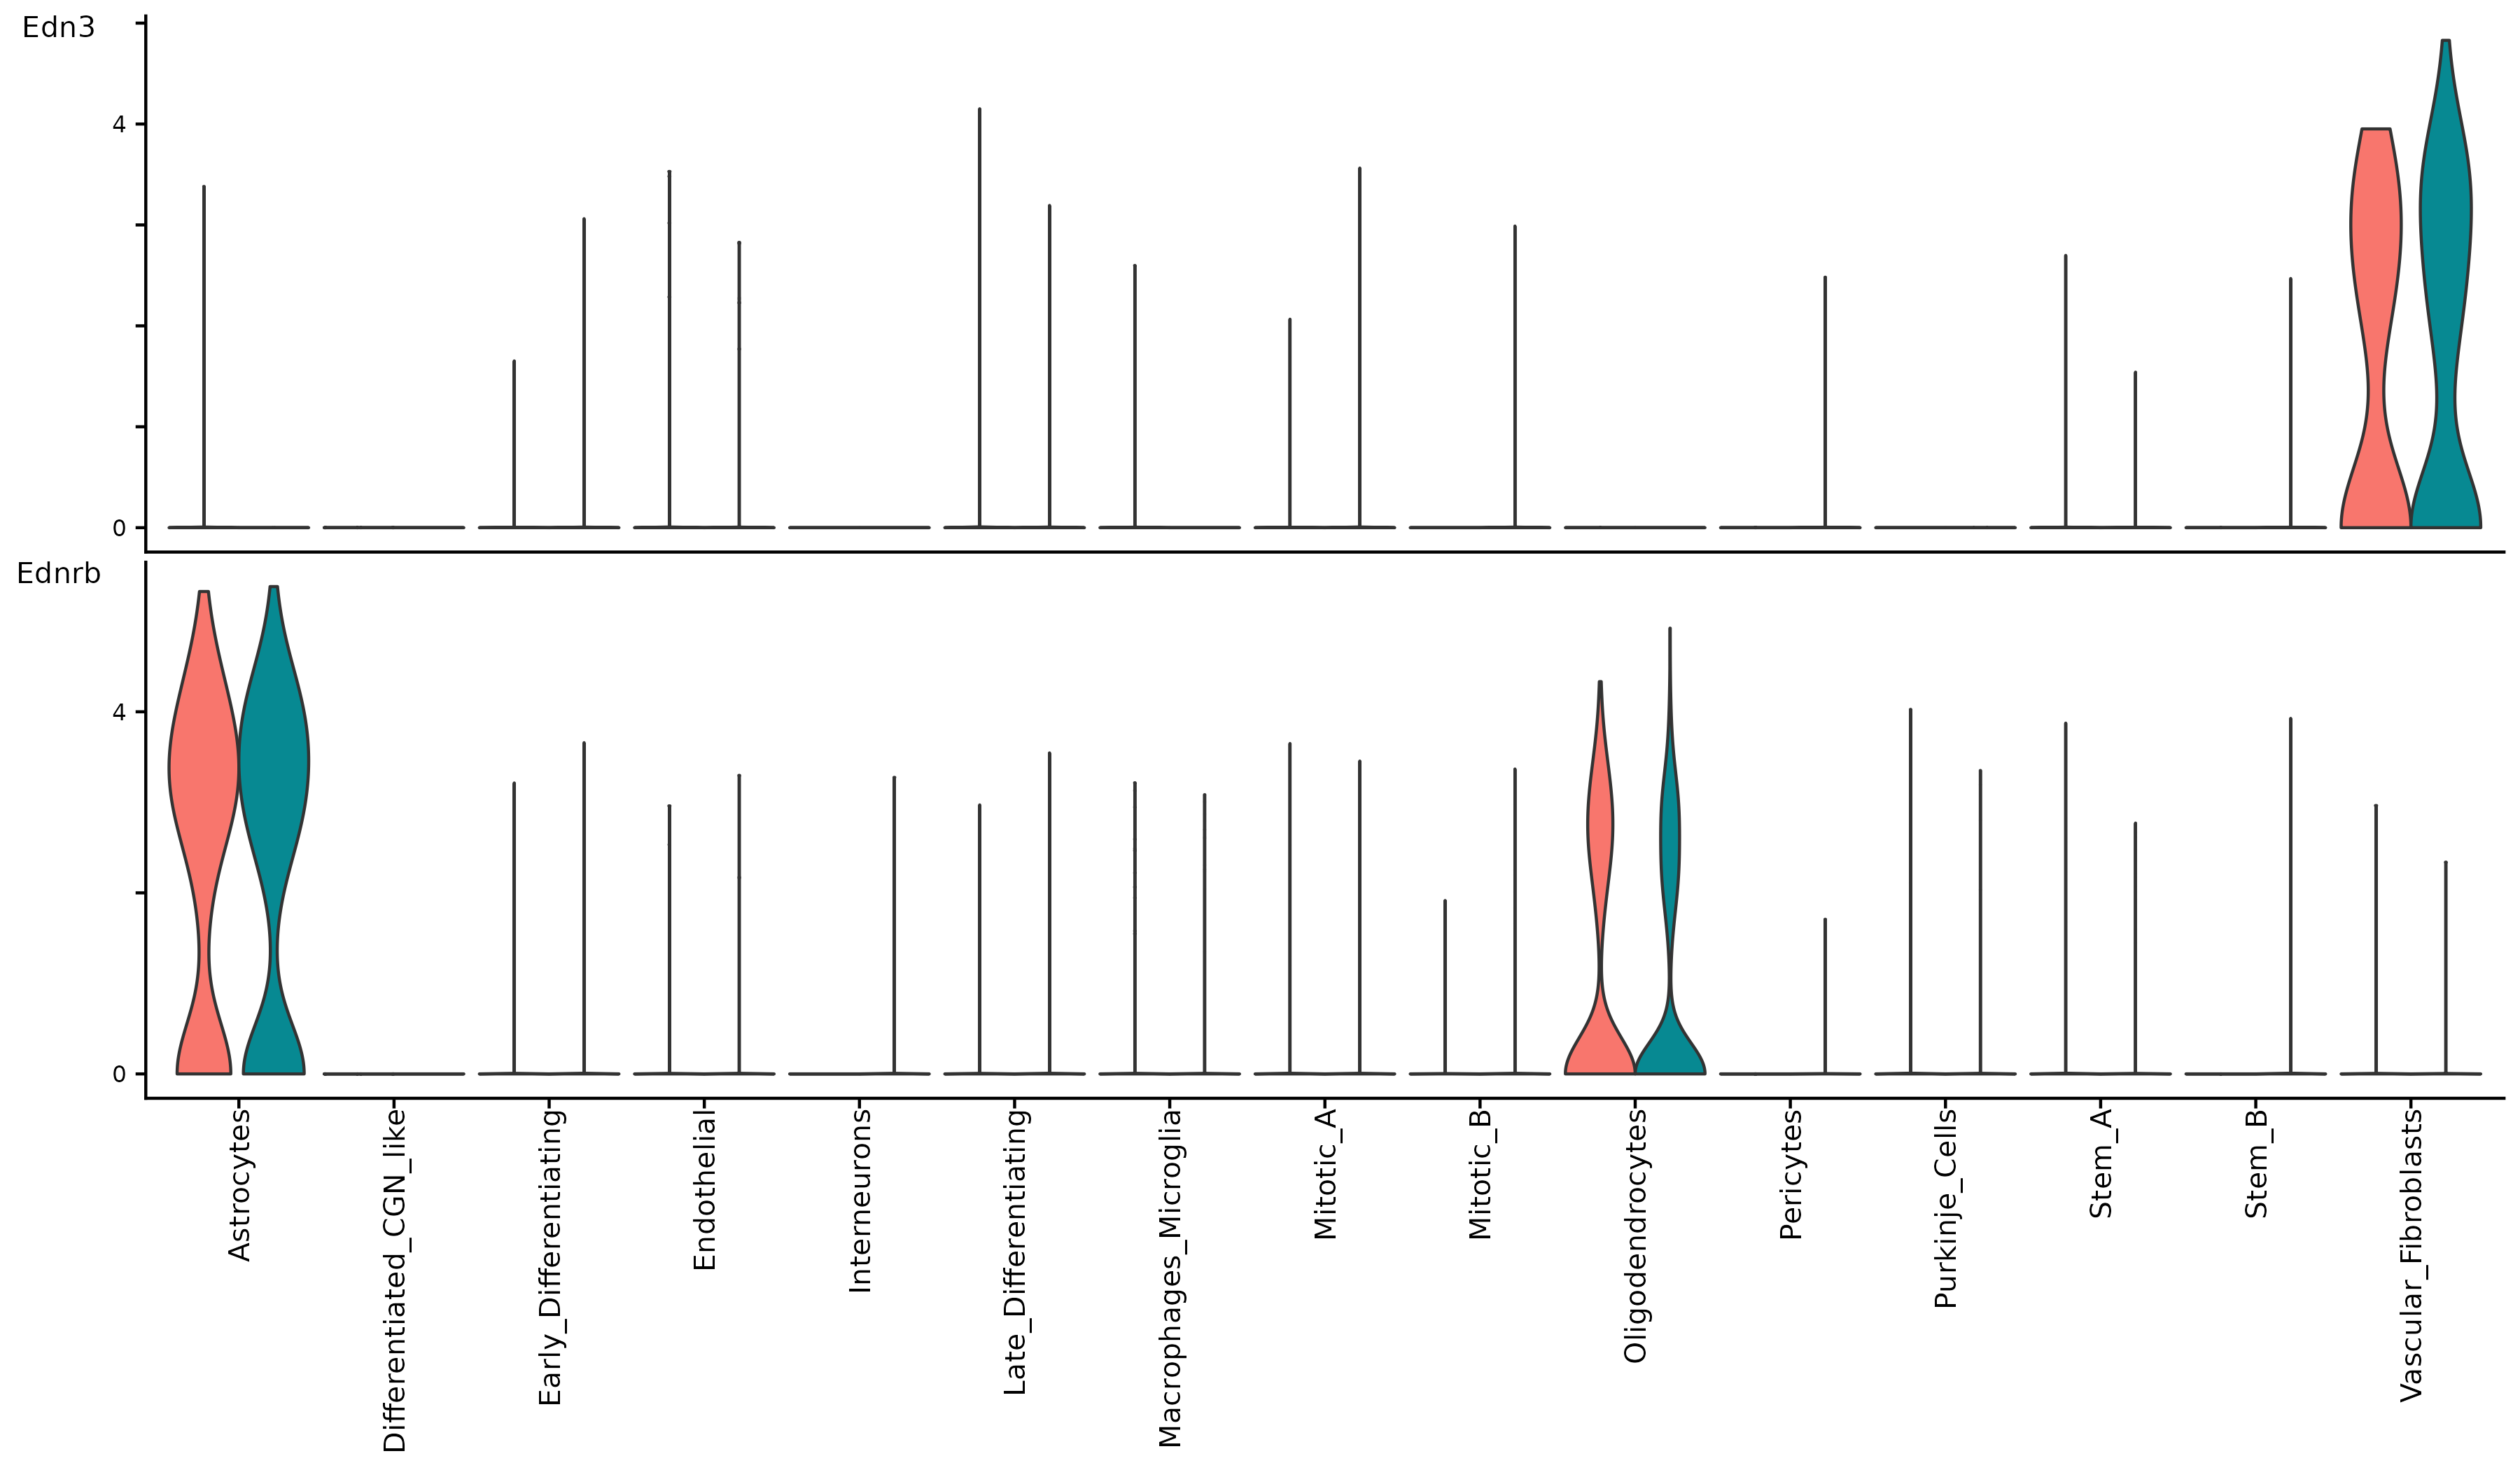 Edn3
4
0
Ednrb
4
0
Astrocytes
Differentiated_CGN_like
Early_Differentiating
Endothelial
Interneurons
Late_Differentiating
Macrophages_Microglia
Mitotic_A
Mitotic_B
Oligodendrocytes
Pericytes
Purkinje_Cells
Stem_A
Stem_B
Vascular_Fibroblasts